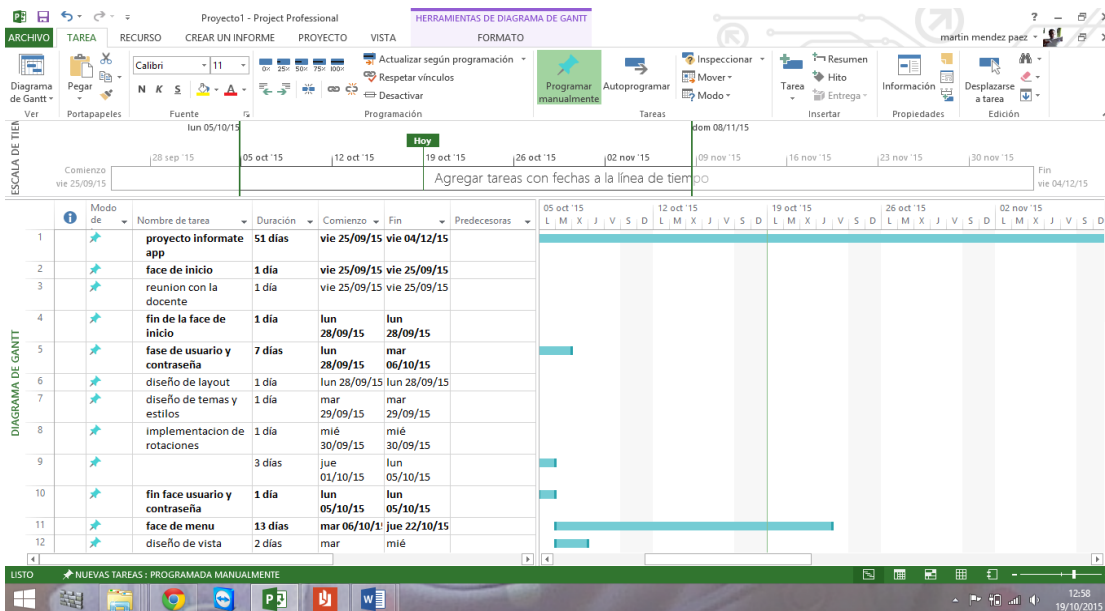 Proyecto1 - Project Professional
HERRAMIENTAS DE DIAGRAMA DE GANTT
?
ARCHIVO TAREA RECURSO CREAR UN INFORME PROYECTO VISTA FORMATO
martin mendez paez
Diagrama de Gantt
Pegar
Calibri 11
N K S A
0× 25× 50× 75× 100×
Actualizar según programación
Respetar vínculos
Desactivar
Programar manualmente
Autoprogramar
Inspeccionar
Mover
Modo
Tarea
Resumen
Hito
Entrega
Información
Desplazarse a tarea
Ver Portapapeles Fuente Programación Tareas Insertar Propiedades Edición
ESCALA DE TIEN
lun 05/10/15
dom 08/11/15
Hoy
28 sep '15 05 oct '15 12 oct '15 19 oct '15 26 oct '15 02 nov '15 09 nov '15 16 nov '15 23 nov '15 30 nov '15
Comienzo
vie 25/09/15
Agregar tareas con fechas a la línea de tiempo
Fin
vie 04/12/15
DIAGRAMA DE GANTT
Modo de Nombre de tarea Duración Comienzo Fin Predecesoras
05 oct '15 12 oct '15 19 oct '15 26 oct '15 02 nov '15
L M X J V S D L M X J V S D L M X J V S D L M X J V S D L M X J V S D
1 proyecto informate app 51 días vie 25/09/15 vie 04/12/15
2 face de inicio 1 día vie 25/09/15 vie 25/09/15
3 reunion con la docente 1 día vie 25/09/15 vie 25/09/15
4 fin de la face de inicio 1 día lun 28/09/15 lun 28/09/15
5 fase de usuario y contraseña 7 días lun 28/09/15 mar 06/10/15
6 diseño de layout 1 día lun 28/09/15 lun 28/09/15
7 diseño de temas y estilos 1 día mar 29/09/15 mar 29/09/15
8 implementacion de rotaciones 1 día mié 30/09/15 mié 30/09/15
9 3 días jue 01/10/15 lun 05/10/15
10 fin face usuario y contraseña 1 día lun 05/10/15 lun 05/10/15
11 face de menu 13 días mar 06/10/1 jue 22/10/15
12 diseño de vista 2 días mar mié
LISTO NUEVAS TAREAS : PROGRAMADA MANUALMENTE
12:58
19/10/2015